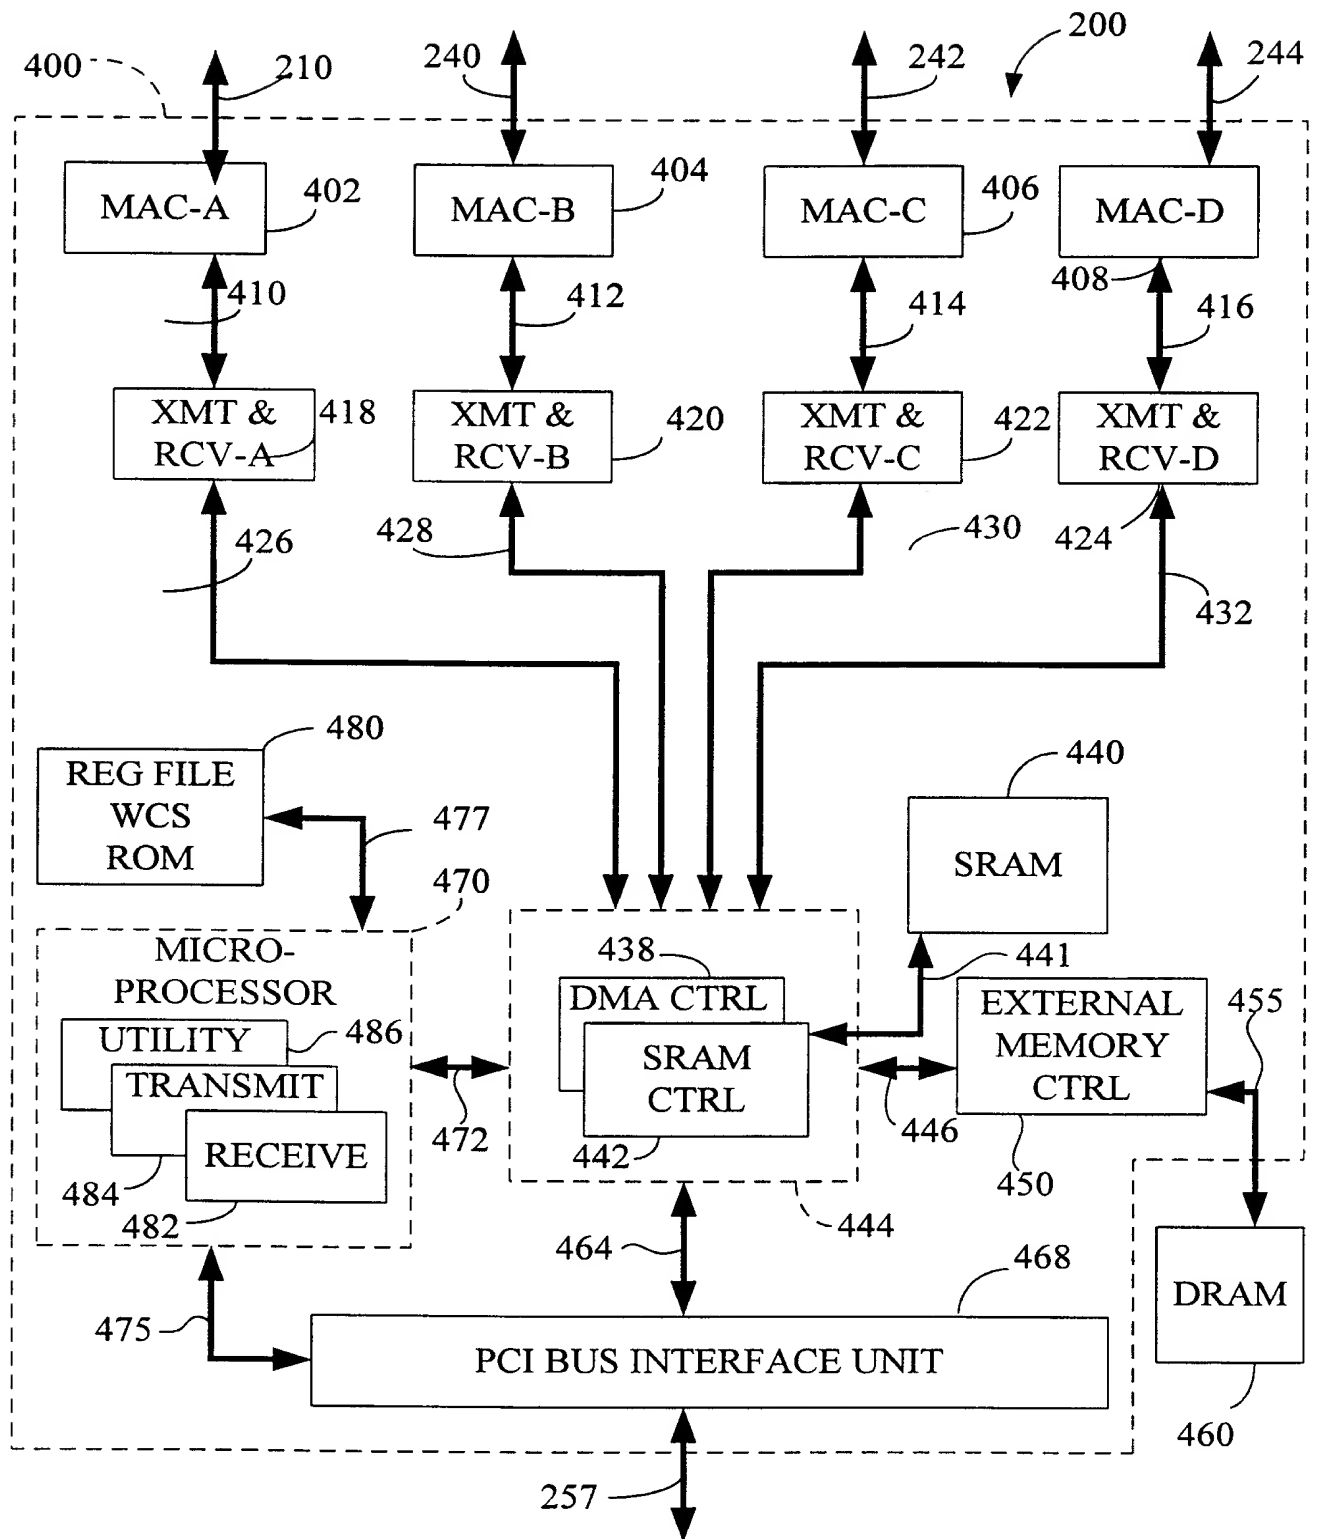 200
400
210
240
242
244
MAC-A
402
MAC-B
404
MAC-C
406
MAC-D
408
410
412
414
416
XMT &
RCV-A
418
XMT &
RCV-B
420
XMT &
RCV-C
422
XMT &
RCV-D
424
426
428
430
432
480
REG FILE
WCS
ROM
477
440
SRAM
470
MICRO-
PROCESSOR
UTILITY
486
TRANSMIT
RECEIVE
484
482
472
438
DMA CTRL
SRAM
CTRL
442
441
EXTERNAL
MEMORY
CTRL
455
446
450
444
464
468
DRAM
460
475
PCI BUS INTERFACE UNIT
257